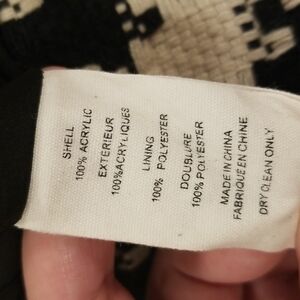 SHELL
100% ACRYLIC
EXTERIEUR
100%ACRYLIQUES
LINING
100% POLYESTER
DOUBLURE
100% POLYESTER
MADE IN CHINA
FABRIQUE EN CHINE
DRY CLEAN ONLY